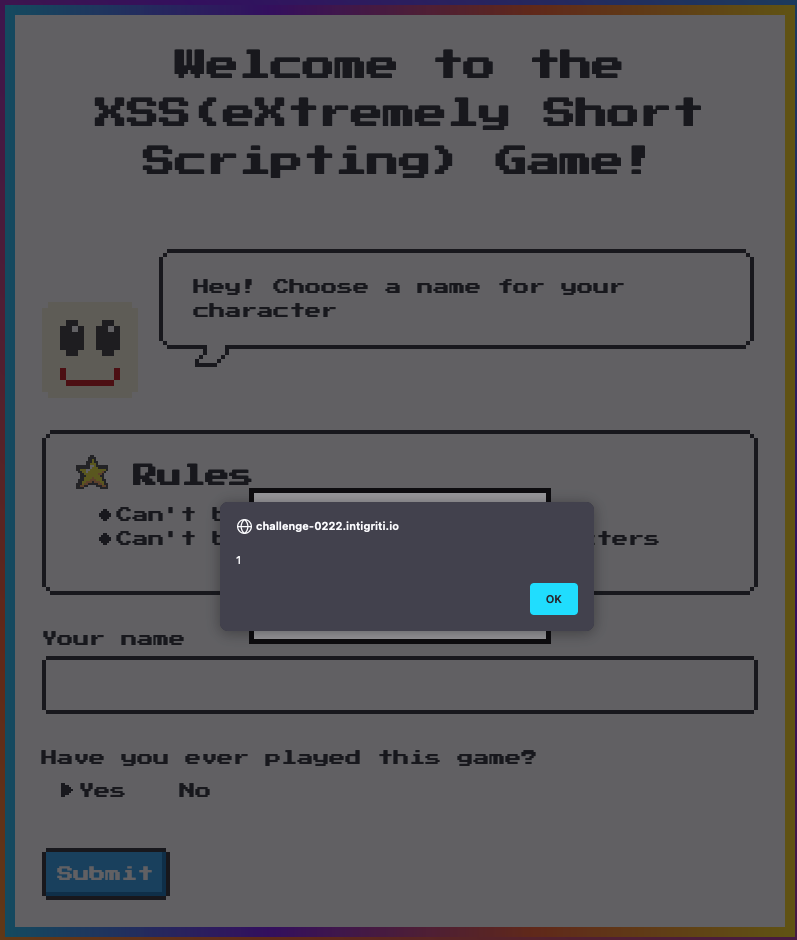 Welcome to the
XSS(eXtremely Short
Scripting) Game!
Hey! Choose a name for your
character
Rules
Can't
Can't
challenge-0222.intigriti.io
1
OK
Your name
Have you ever played this game?
Yes No
Submit